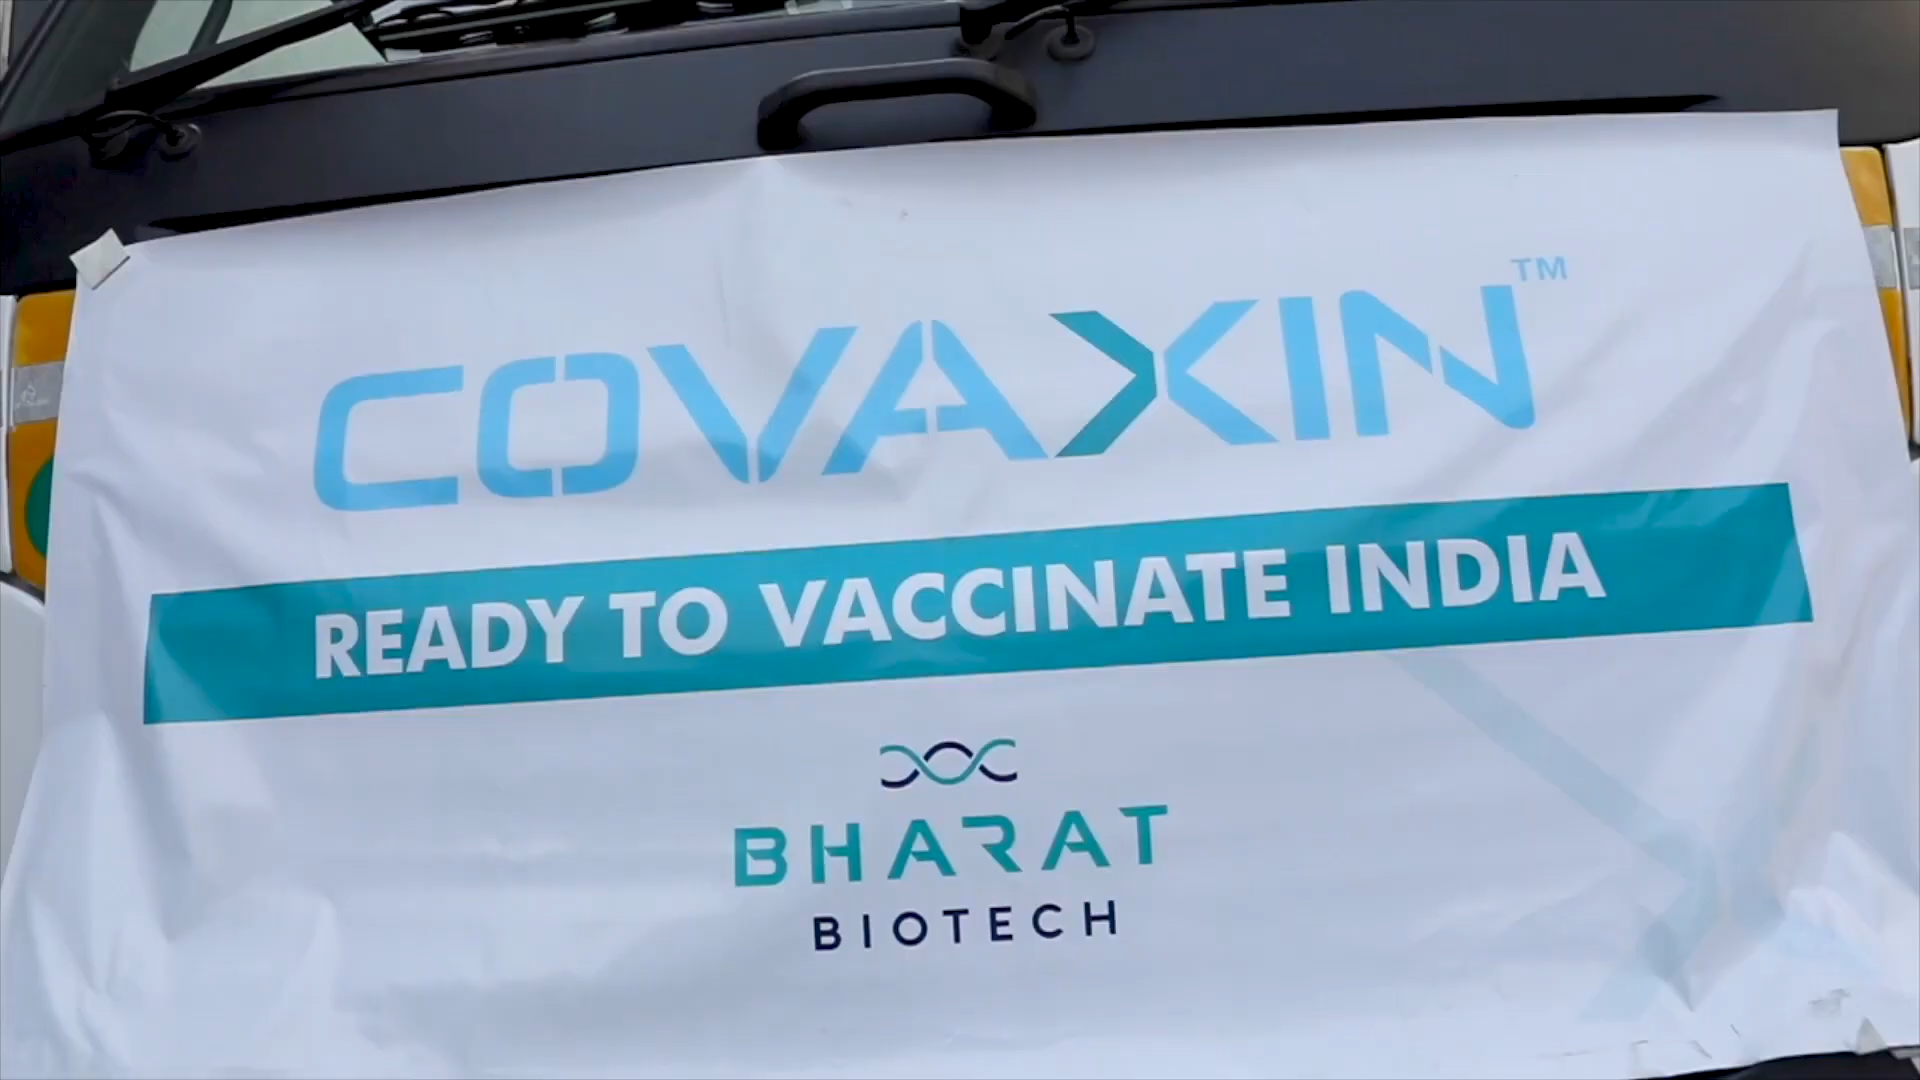 COVAXIN™
READY TO VACCINATE INDIA
BHARAT
BIOTECH